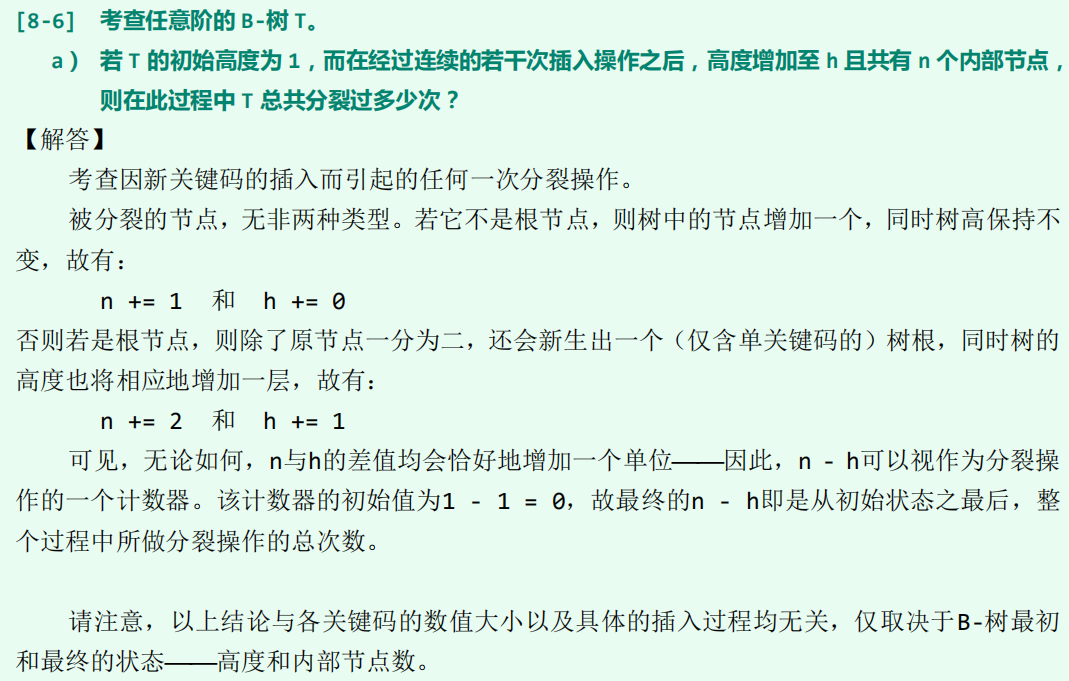 [8-6] 考查任意阶的 B-树 T。
a) 若 T 的初始高度为 1，而在经过连续的若干次插入操作之后，高度增加至 h 且共有 n 个内部节点，
则在此过程中 T 总共分裂过多少次？
【解答】
考查因新关键码的插入而引起的任何一次分裂操作。
被分裂的节点，无非两种类型。若它不是根节点，则树中的节点增加一个，同时树高保持不
变，故有：
n += 1 和 h += 0
否则若是根节点，则除了原节点一分为二，还会新生出一个（仅含单关键码的）树根，同时树的
高度也将相应地增加一层，故有：
n += 2 和 h += 1
可见，无论如何，n与h的差值均会恰好地增加一个单位——因此，n - h可以视作为分裂操
作的一个计数器。该计数器的初始值为1 - 1 = 0，故最终的n - h即是从初始状态之最后，整
个过程中所做分裂操作的总次数。
请注意，以上结论与各关键码的数值大小以及具体的插入过程均无关，仅取决于B-树最初
和最终的状态——高度和内部节点数。